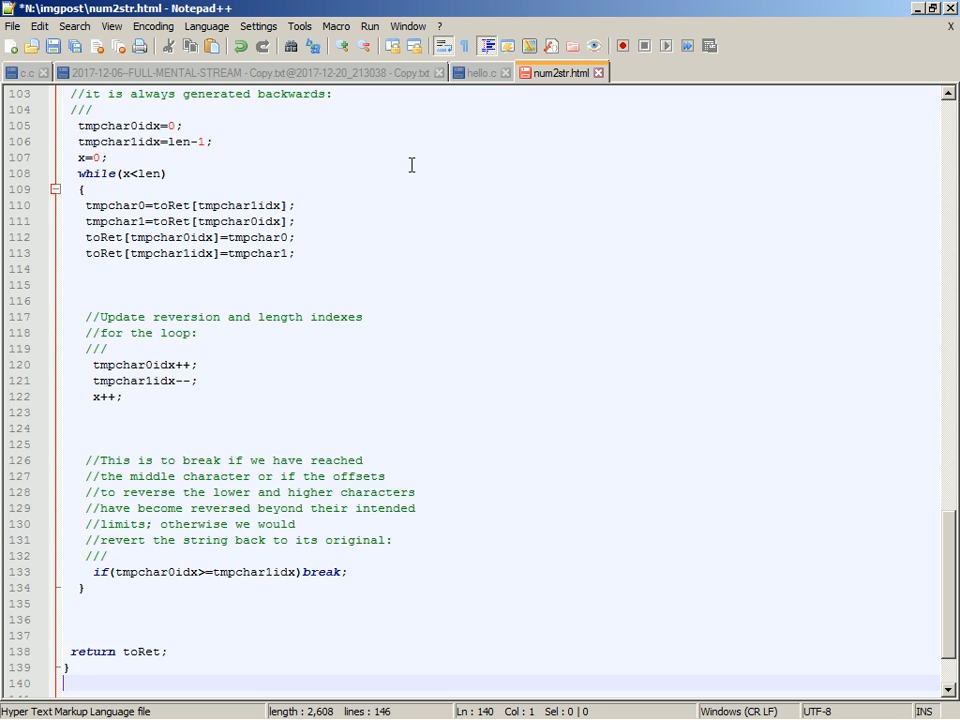 *N:\imgpost\num2str.html - Notepad++
File Edit Search View Encoding Language Settings Tools Macro Run Window ? X
c.c 2017-12-06--FULL-MENTAL-STREAM - Copy.txt@2017-12-20_213038 - Copy.txt hello.c num2str.html
103 //it is always generated backwards:
104 ///
105 tmpchar0idx=0;
106 tmpchar1idx=len-1;
107 x=0;
108 while(x<len)
109 {
110 tmpchar0=toRet[tmpchar1idx];
111 tmpchar1=toRet[tmpchar0idx];
112 toRet[tmpchar0idx]=tmpchar0;
113 toRet[tmpchar1idx]=tmpchar1;
114
115
116
117 //Update reversion and length indexes
118 //for the loop:
119 ///
120 tmpchar0idx++;
121 tmpchar1idx--;
122 x++;
123
124
125
126 //This is to break if we have reached
127 //the middle character or if the offsets
128 //to reverse the lower and higher characters
129 //have become reversed beyond their intended
130 //limits; otherwise we would
131 //revert the string back to its original:
132 ///
133 if(tmpchar0idx>=tmpchar1idx)break;
134 }
135
136
137
138 return toRet;
139 }
140
Hyper Text Markup Language file length : 2,608 lines : 146 Ln : 140 Col : 1 Sel : 0 | 0 Windows (CR LF) UTF-8 INS